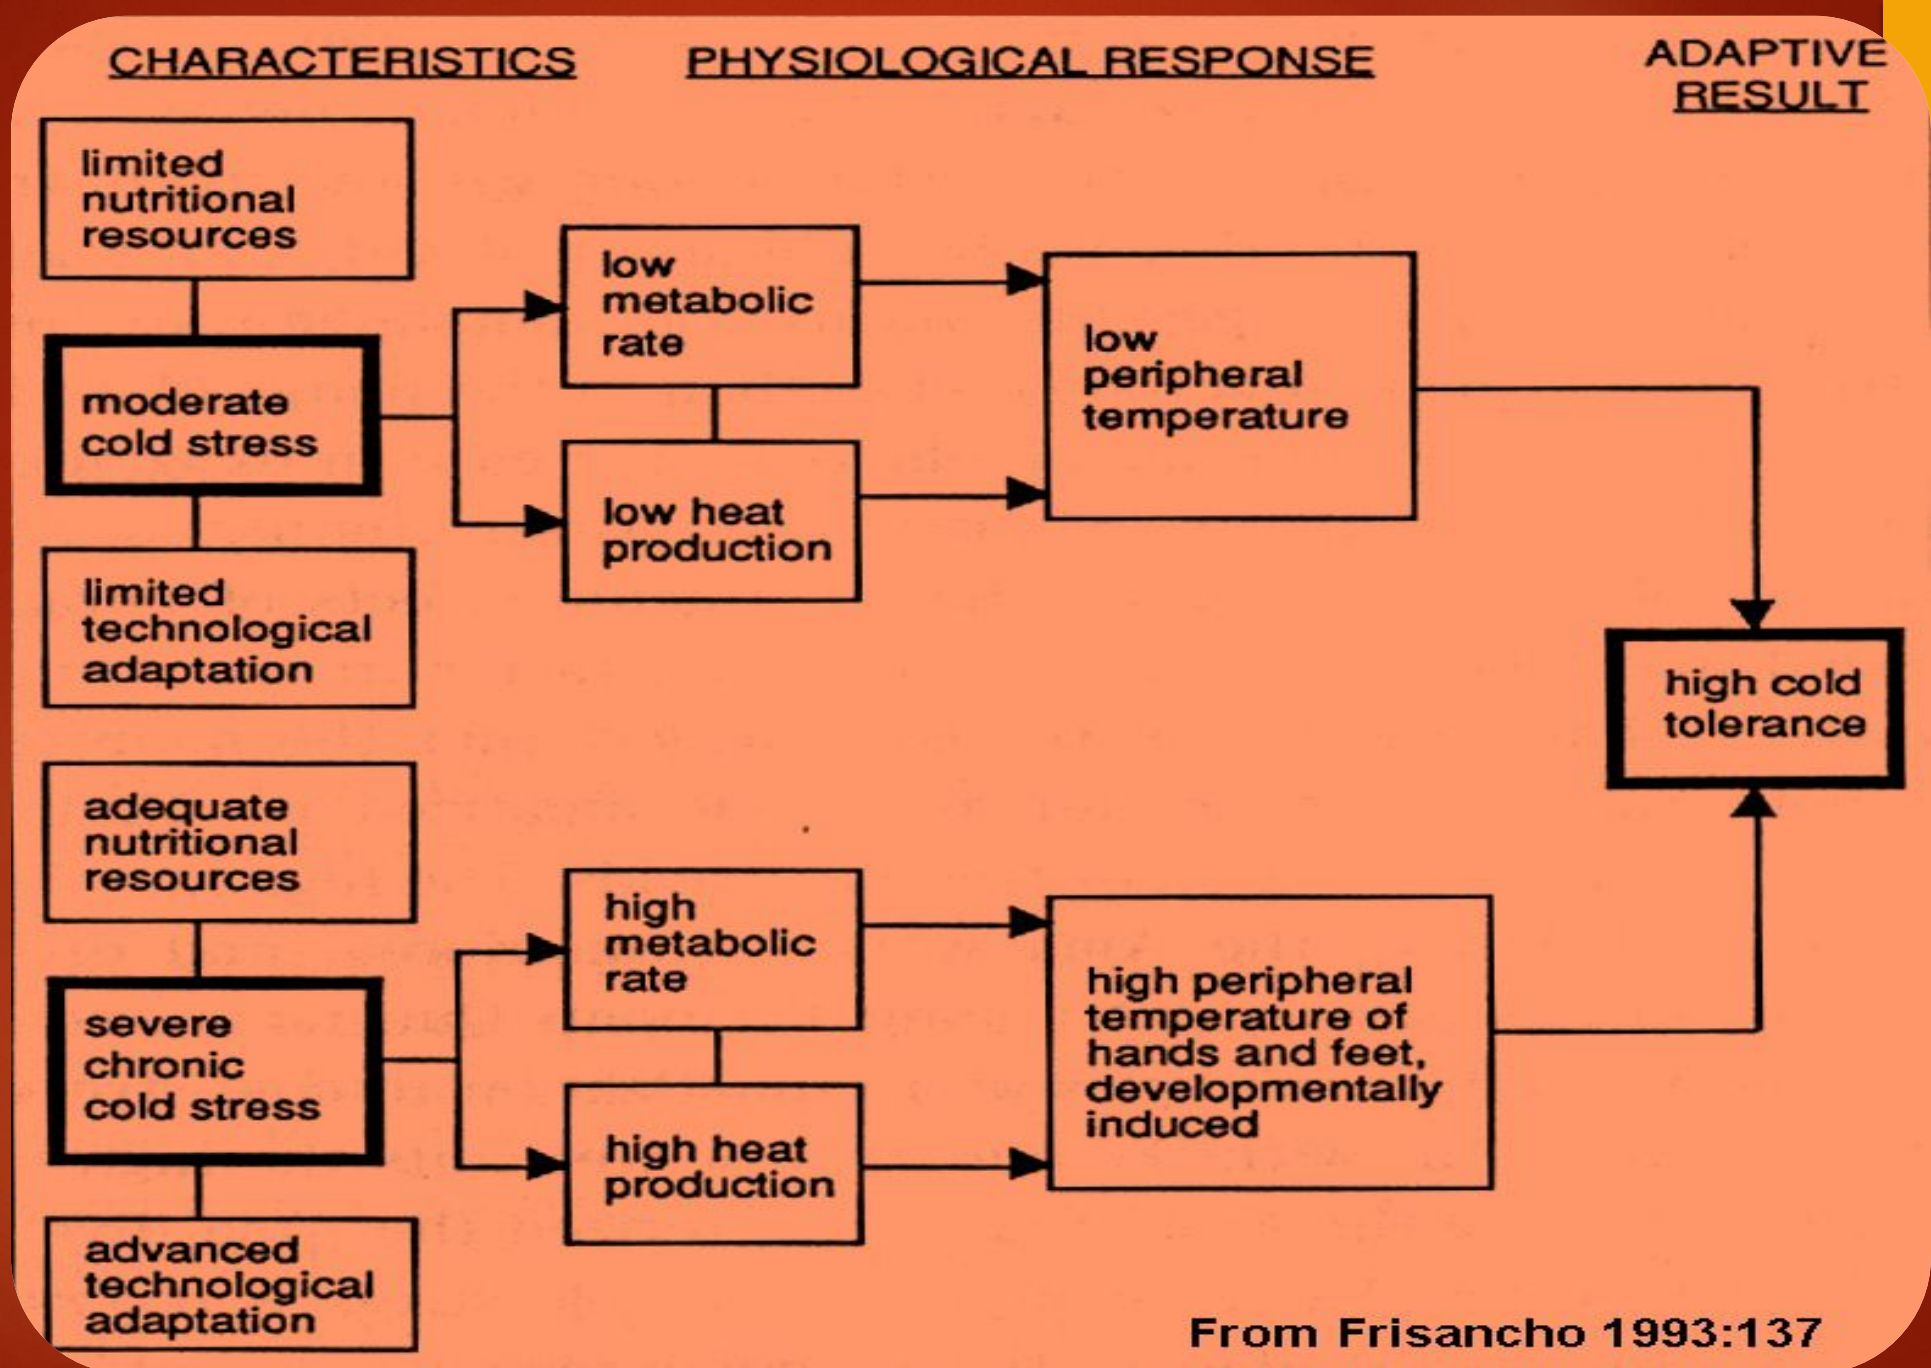 CHARACTERISTICS
PHYSIOLOGICAL RESPONSE
ADAPTIVE
RESULT
limited
nutritional
resources
moderate
cold stress
limited
technological
adaptation
low
metabolic
rate
low heat
production
low
peripheral
temperature
high cold
tolerance
adequate
nutritional
resources
severe
chronic
cold stress
advanced
technological
adaptation
high
metabolic
rate
high heat
production
high peripheral
temperature of
hands and feet,
developmentally
induced
From Frisancho 1993:137